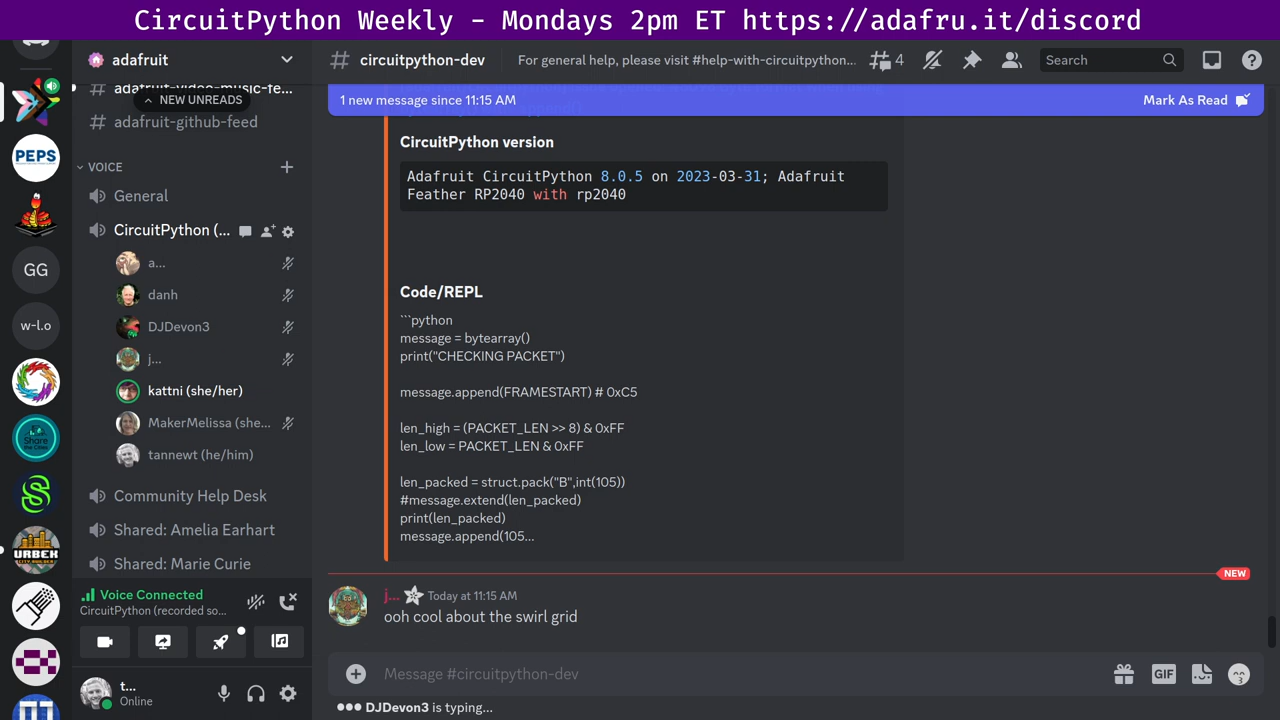 CircuitPython Weekly - Mondays 2pm ET https://adafru.it/discord
adafruit
adafruit-video-music-fe...
NEW UNREADS
adafruit-github-feed
VOICE
General
CircuitPython (...
a...
danh
DJDevon3
j...
kattni (she/her)
MakerMelissa (she...
tannewt (he/him)
Community Help Desk
Shared: Amelia Earhart
Shared: Marie Curie
Voice Connected
CircuitPython (recorded so...
t...
Online
PEPS
GG
w-l.o
Share
URBEK
circuitpython-dev
For general help, please visit #help-with-circuitpython...
4
Search
1 new message since 11:15 AM
Mark As Read
CircuitPython version
Adafruit CircuitPython 8.0.5 on 2023-03-31; Adafruit
Feather RP2040 with rp2040
Code/REPL
```python
message = bytearray()
print("CHECKING PACKET")
message.append(FRAMESTART) # 0xC5
len_high = (PACKET_LEN >> 8) & 0xFF
len_low = PACKET_LEN & 0xFF
len_packed = struct.pack("B",int(105))
#message.extend(len_packed)
print(len_packed)
message.append(105...
NEW
j... Today at 11:15 AM
ooh cool about the swirl grid
Message #circuitpython-dev
GIF
DJDevon3 is typing...